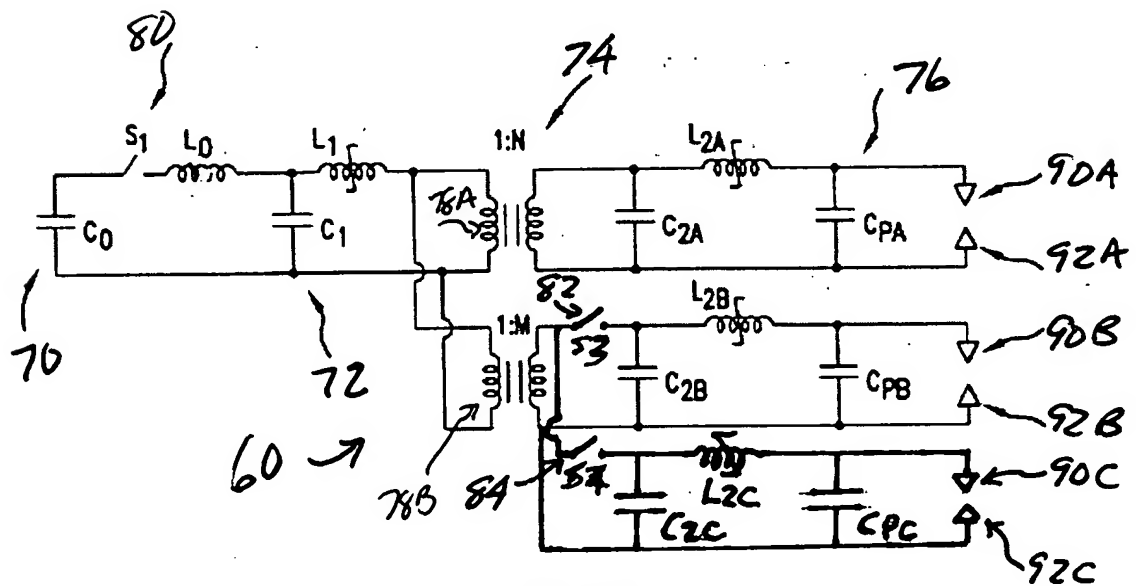 80
74
76
S1
L0
L1
1:N
L2A
90A
78A
C0
C1
C2A
CPA
92A
82
L2B
1:M
S3
90B
70
72
C2B
CPB
92B
60
78B
84
S4
L2C
90C
C2C
CPC
92C